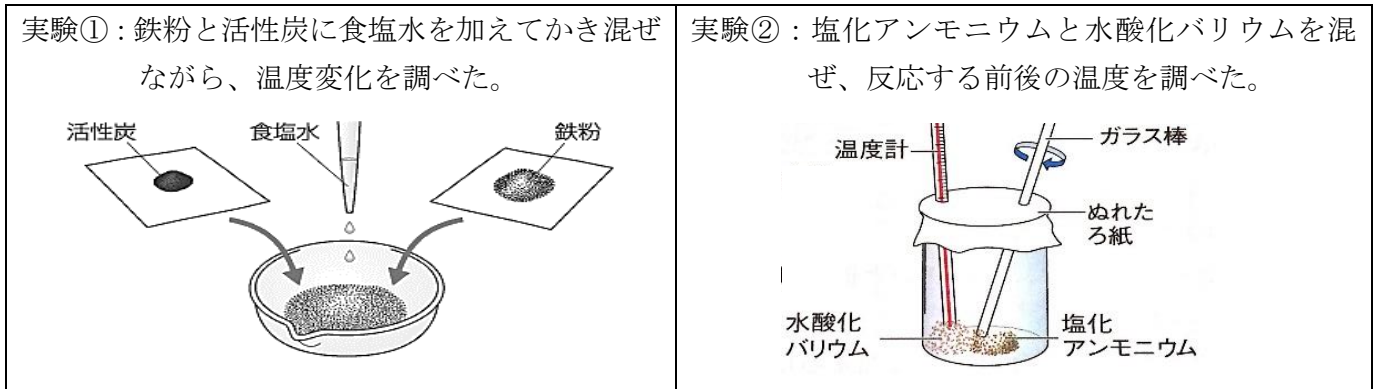 実験①：鉄粉と活性炭に食塩水を加えてかき混ぜ
ながら、温度変化を調べた。
活性炭
食塩水
鉄粉
実験②：塩化アンモニウムと水酸化バリウムを混
ぜ、反応する前後の温度を調べた。
温度計
ガラス棒
ぬれた
ろ紙
水酸化
バリウム
塩化
アンモニウム